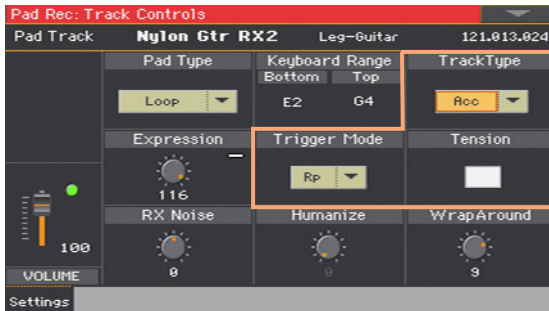 Pad Rec: Track Controls
Pad Track Nylon Gtr RX2 Leg-Guitar 121.013.024
Pad Type Keyboard Range TrackType
Bottom Top
Loop E2 G4 Acc
Expression Trigger Mode Tension
Rp
116
RX Noise Humanize WrapAround
100
0 0 9
VOLUME
Settings